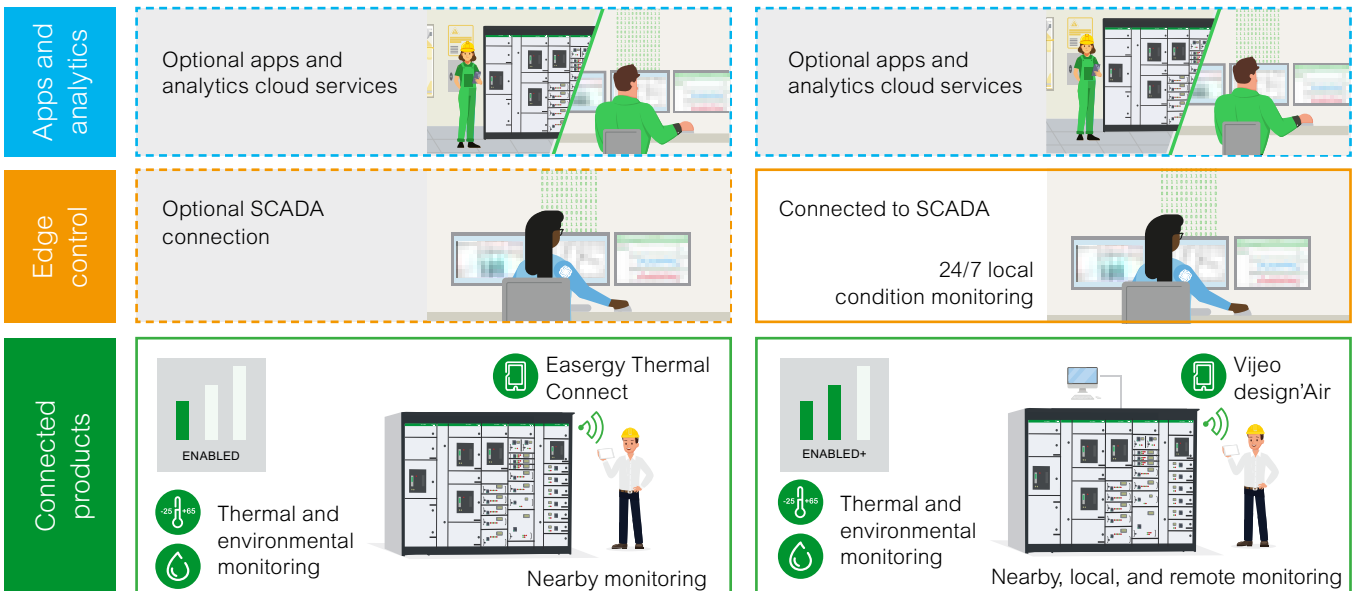 Apps and
analytics
Optional apps and
analytics cloud services
Optional apps and
analytics cloud services
Edge
control
Optional SCADA
connection
Connected to SCADA
24/7 local
condition monitoring
Connected
products
ENABLED
Easergy Thermal
Connect
-25 +65
Thermal and
environmental
monitoring
Nearby monitoring
ENABLED+
Vijeo
design'Air
-25 +65
Thermal and
environmental
monitoring
Nearby, local, and remote monitoring